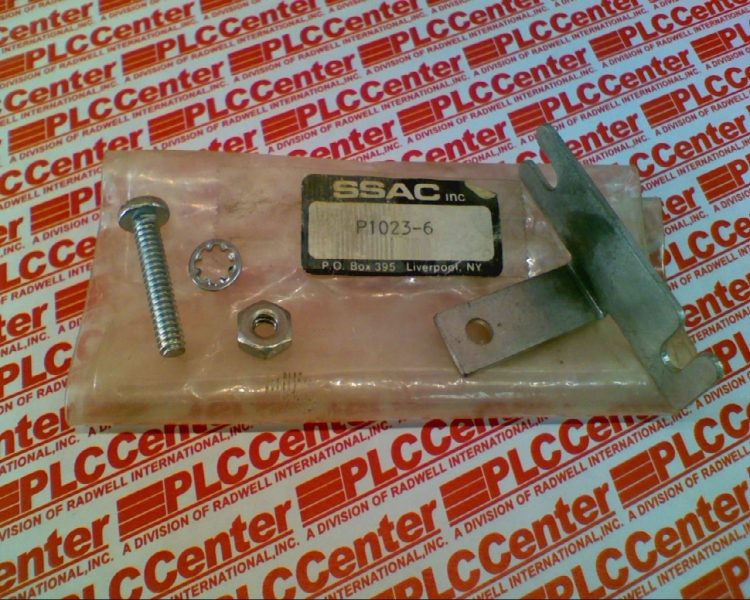 SSAC inc
P1023-6
P.O. Box 395 Liverpool, NY
PLCCenter
A DIVISION OF RADWELL INTERNATIONAL, INC.